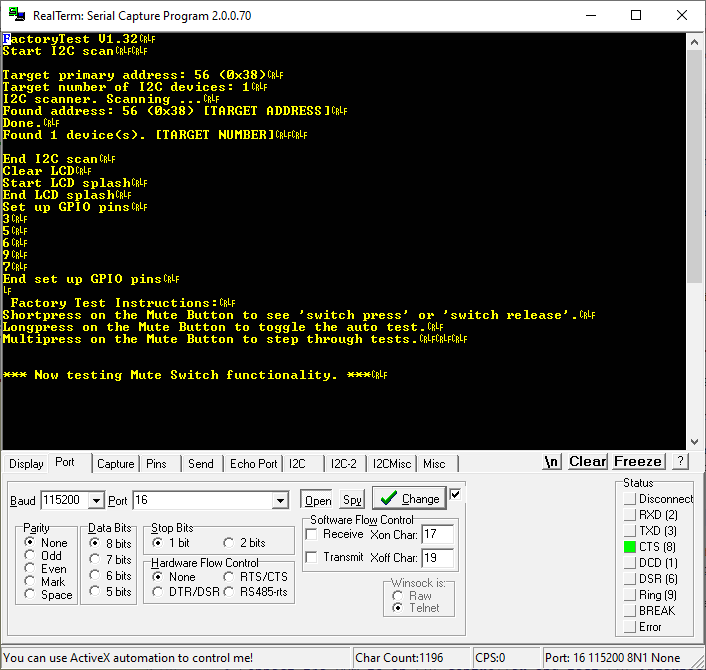 RealTerm: Serial Capture Program 2.0.0.70
FactoryTest V1.32CRLF
Start I2C scanCRLFCRLF
Target primary address: 56 (0x38)CRLF
Target number of I2C devices: 1CRLF
I2C scanner. Scanning ...CRLF
Found address: 56 (0x38) [TARGET ADDRESS]CRLF
Done.CRLF
Found 1 device(s). [TARGET NUMBER]CRLFCRLF
End I2C scanCRLF
Clear LCDCRLF
Start LCD splashCRLF
End LCD splashCRLF
Set up GPIO pinsCRLF
3CRLF
5CRLF
6CRLF
9CRLF
7CRLF
End set up GPIO pinsCRLF
LF
Factory Test Instructions:CRLF
Shortpress on the Mute Button to see 'switch press' or 'switch release'.CRLF
Longpress on the Mute Button to toggle the auto test.CRLF
Multipress on the Mute Button to step through tests.CRLFCRLFCRLF
*** Now testing Mute Switch functionality. ***CRLF
Display Port Capture Pins Send Echo Port I2C I2C-2 I2CMisc Misc \n Clear Freeze ?
Baud 115200 Port 16 Open Spy Change
Parity
None
Odd
Even
Mark
Space
Data Bits
8 bits
7 bits
6 bits
5 bits
Stop Bits
1 bit 2 bits
Hardware Flow Control
None RTS/CTS
DTR/DSR RS485-rts
Software Flow Control
Receive Xon Char: 17
Transmit Xoff Char: 19
Winsock is:
Raw
Telnet
Status
Disconnect
RXD (2)
TXD (3)
CTS (8)
DCD (1)
DSR (6)
Ring (9)
BREAK
Error
You can use ActiveX automation to control me! Char Count:1196 CPS:0 Port: 16 115200 8N1 None